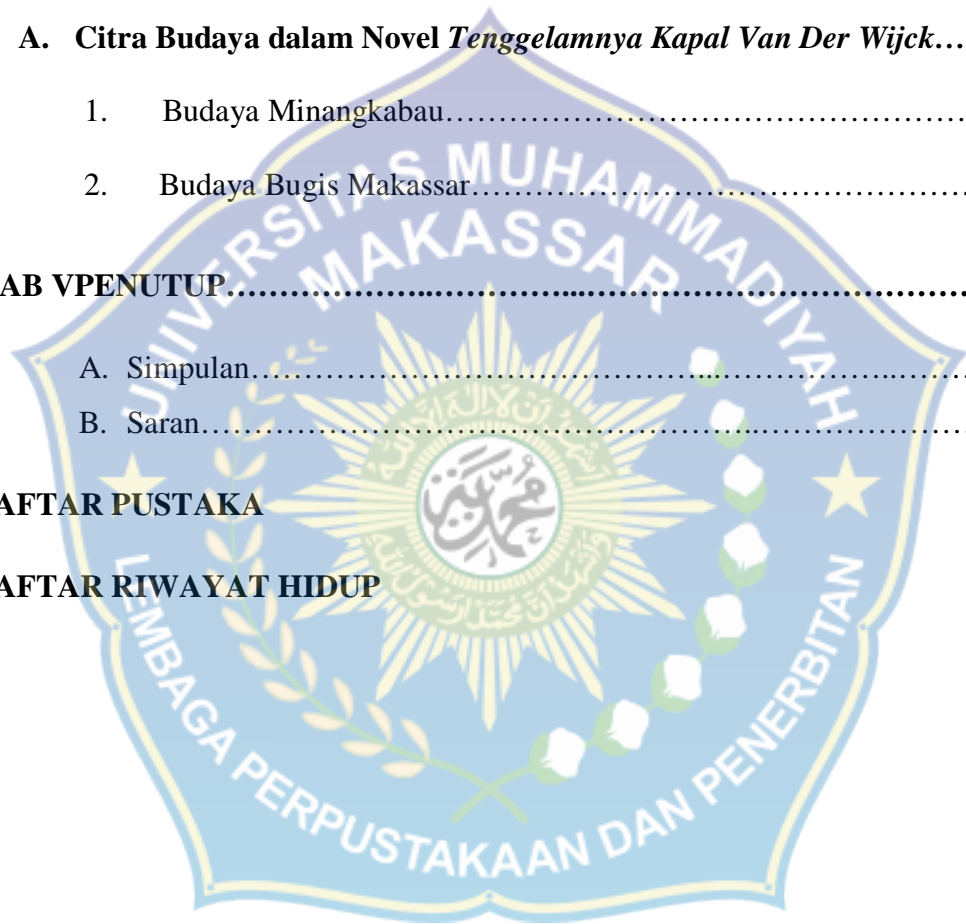 A. Citra Budaya dalam Novel Tenggelamnya Kapal Van Der Wijck…
1. Budaya Minangkabau……………………………………………
2. Budaya Bugis Makassar…………………………………………
AB VPENUTUP…………………..……………...…………………………
A. Simpulan………………………………………...……………..………
B. Saran……………………………………………….…………………
AFTAR PUSTAKA
AFTAR RIWAYAT HIDUP
UNIVERSITAS MUHAMMADIYAH
MAKASSAR
محمد
LEMBAGA PERPUSTAKAAN DAN PENERBITAN